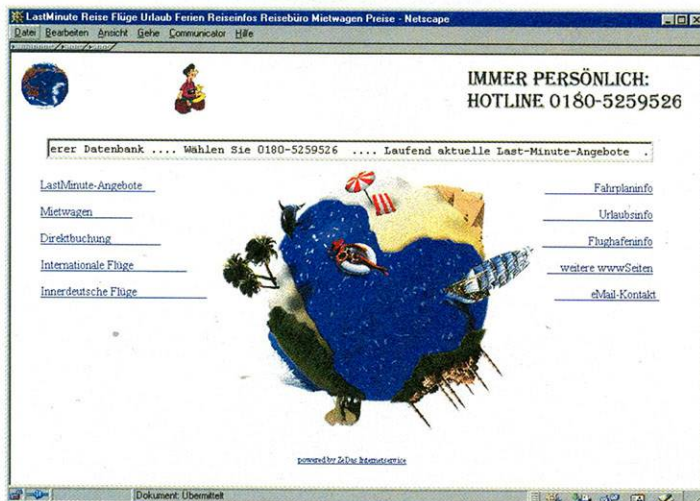 LastMinute Reise Flüge Urlaub Ferien Reiseinfos Reisebüro Mietwagen Preise - Netscape
Datei Bearbeiten Ansicht Gehe Communicator Hilfe
IMMER PERSÖNLICH:
HOTLINE 0180-5259526
erer Datenbank .... Wählen Sie 0180-5259526 .... Laufend aktuelle Last-Minute-Angebote .
LastMinute-Angebote
Mietwagen
Direktbuchung
Internationale Flüge
Innerdeutsche Flüge
Fahrplaninfo
Urlaubsinfo
Flughafeninfo
weitere wwwSeiten
eMail-Kontakt
powered by ZeDas Internetservice
Dokument: Übermittelt